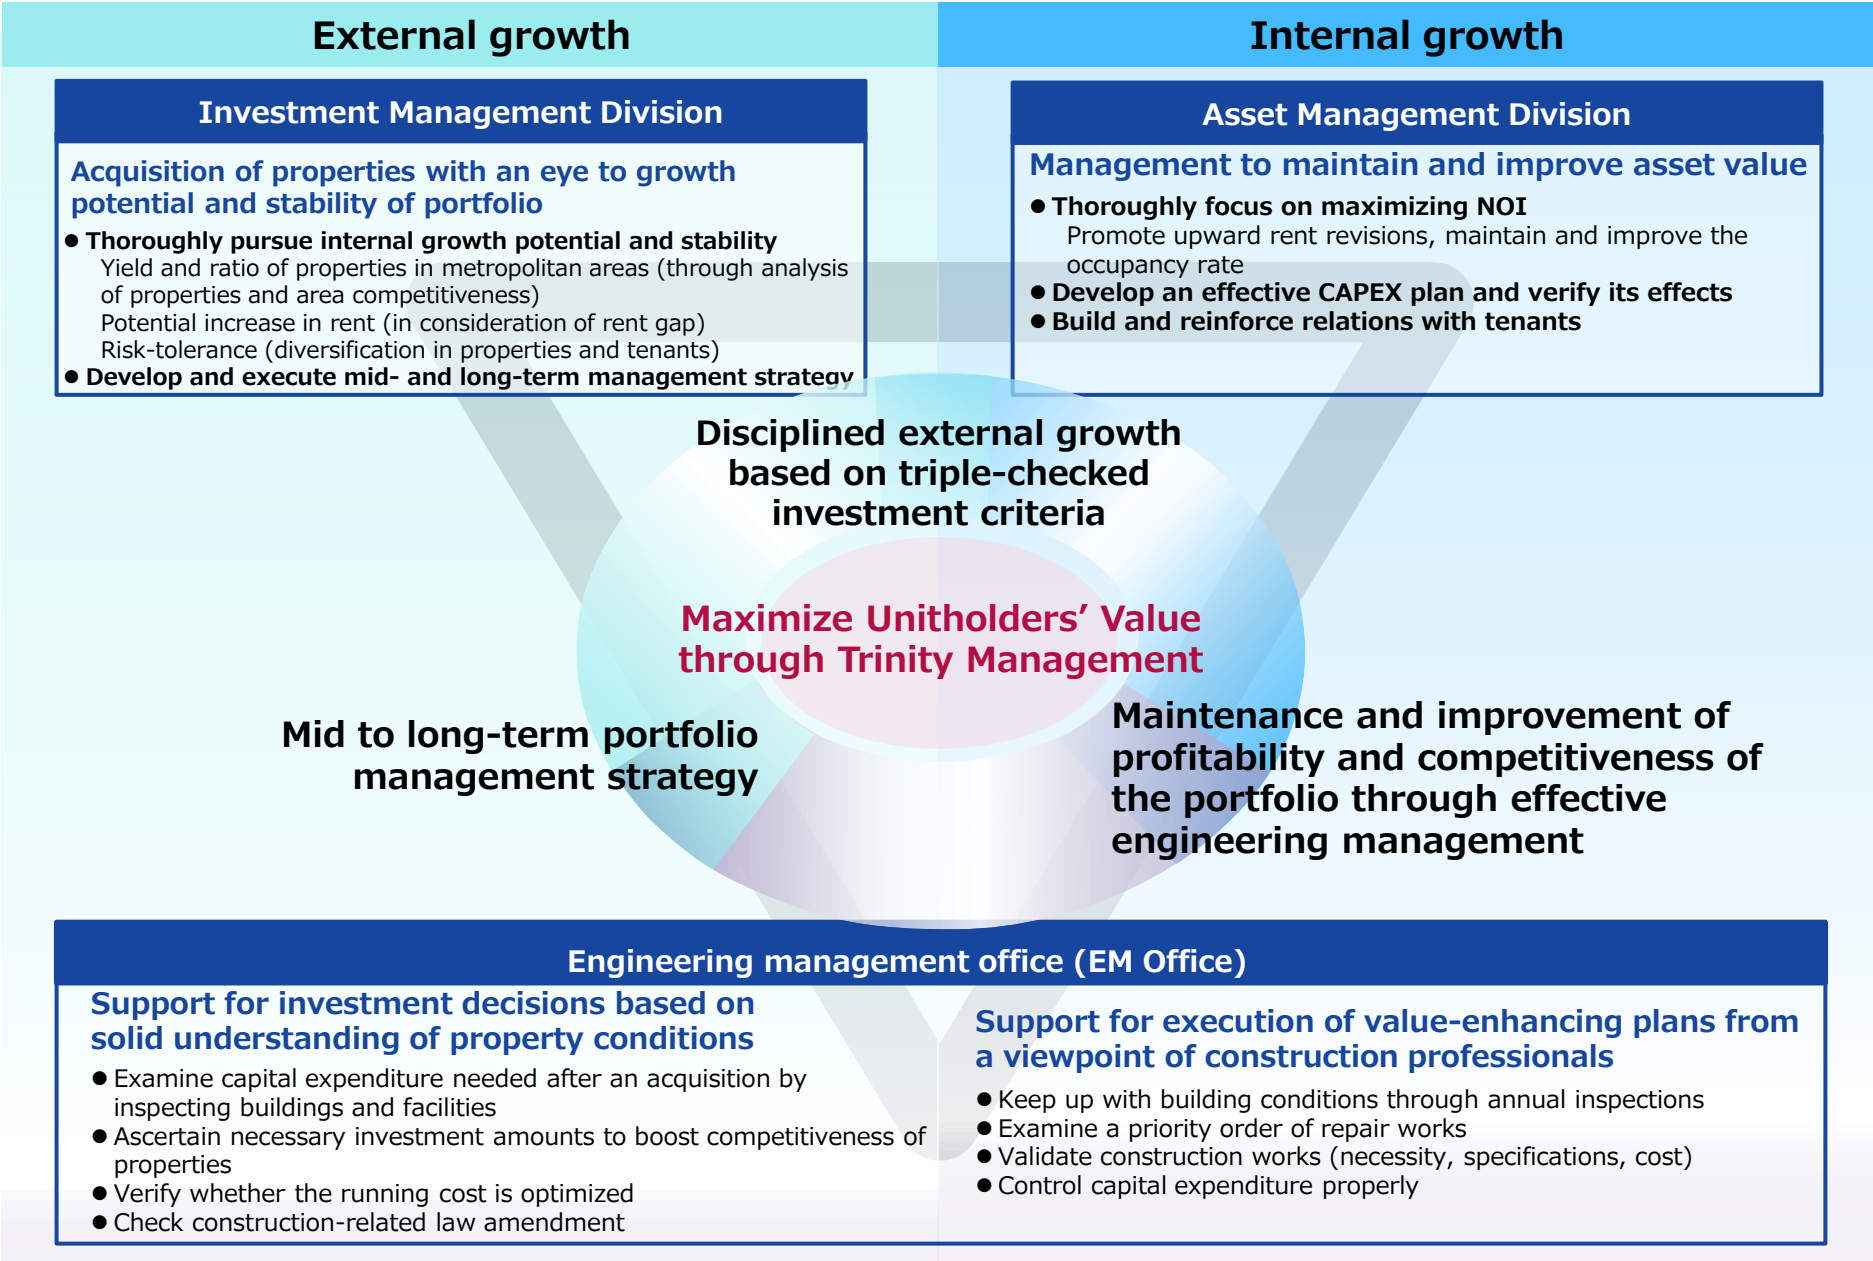 External growth
Internal growth
Investment Management Division
Acquisition of properties with an eye to growth
potential and stability of portfolio
● Thoroughly pursue internal growth potential and stability
Yield and ratio of properties in metropolitan areas (through analysis
of properties and area competitiveness)
Potential increase in rent (in consideration of rent gap)
Risk-tolerance (diversification in properties and tenants)
● Develop and execute mid- and long-term management strategy
Asset Management Division
Management to maintain and improve asset value
● Thoroughly focus on maximizing NOI
Promote upward rent revisions, maintain and improve the
occupancy rate
● Develop an effective CAPEX plan and verify its effects
● Build and reinforce relations with tenants
Disciplined external growth
based on triple-checked
investment criteria
Maximize Unitholders’ Value
through Trinity Management
Mid to long-term portfolio
management strategy
Maintenance and improvement of
profitability and competitiveness of
the portfolio through effective
engineering management
Engineering management office (EM Office)
Support for investment decisions based on
solid understanding of property conditions
● Examine capital expenditure needed after an acquisition by
inspecting buildings and facilities
● Ascertain necessary investment amounts to boost competitiveness of
properties
● Verify whether the running cost is optimized
● Check construction-related law amendment
Support for execution of value-enhancing plans from
a viewpoint of construction professionals
● Keep up with building conditions through annual inspections
● Examine a priority order of repair works
● Validate construction works (necessity, specifications, cost)
● Control capital expenditure properly